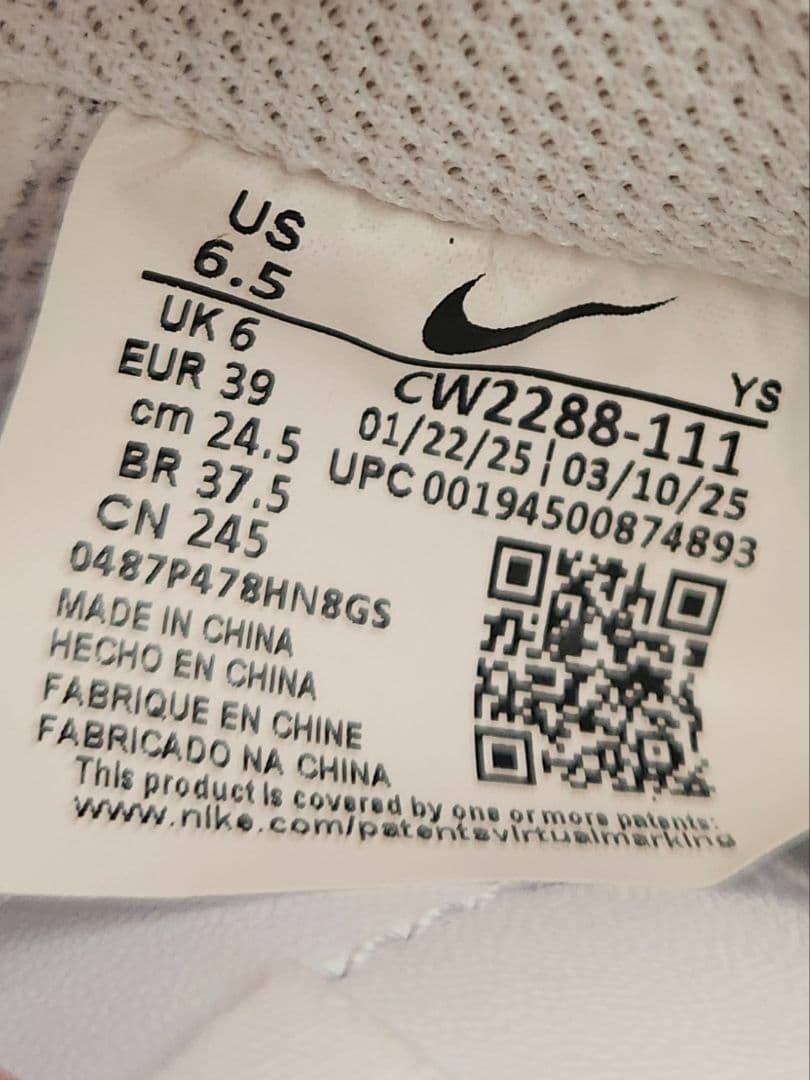 US
6.5
UK 6
EUR 39
cm 24.5
BR 37.5
CN 245
YS
CW2288-111
01/22/25 | 03/10/25
UPC 00194500874893
0487P478HN8GS
MADE IN CHINA
HECHO EN CHINA
FABRIQUE EN CHINE
FABRICADO NA CHINA
This product is covered by one or more patents:
www.nike.com/patentsvirtualmarking